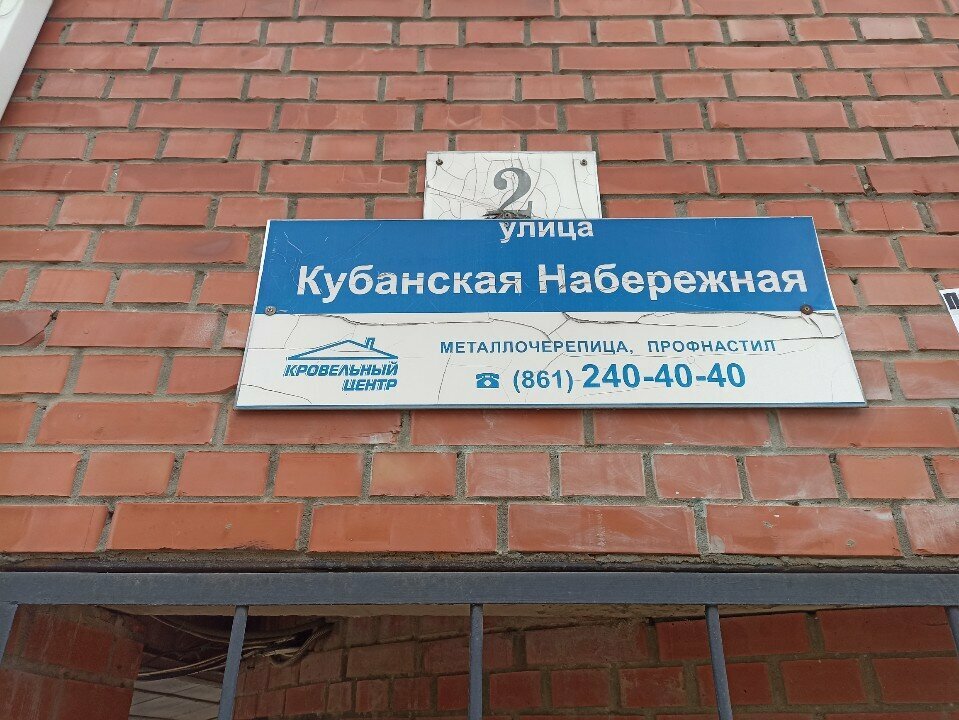 2
улица
Кубанская Набережная
МЕТАЛЛОЧЕРЕПИЦА, ПРОФНАСТИЛ
КРОВЕЛЬНЫЙ
ЦЕНТР
(861) 240-40-40